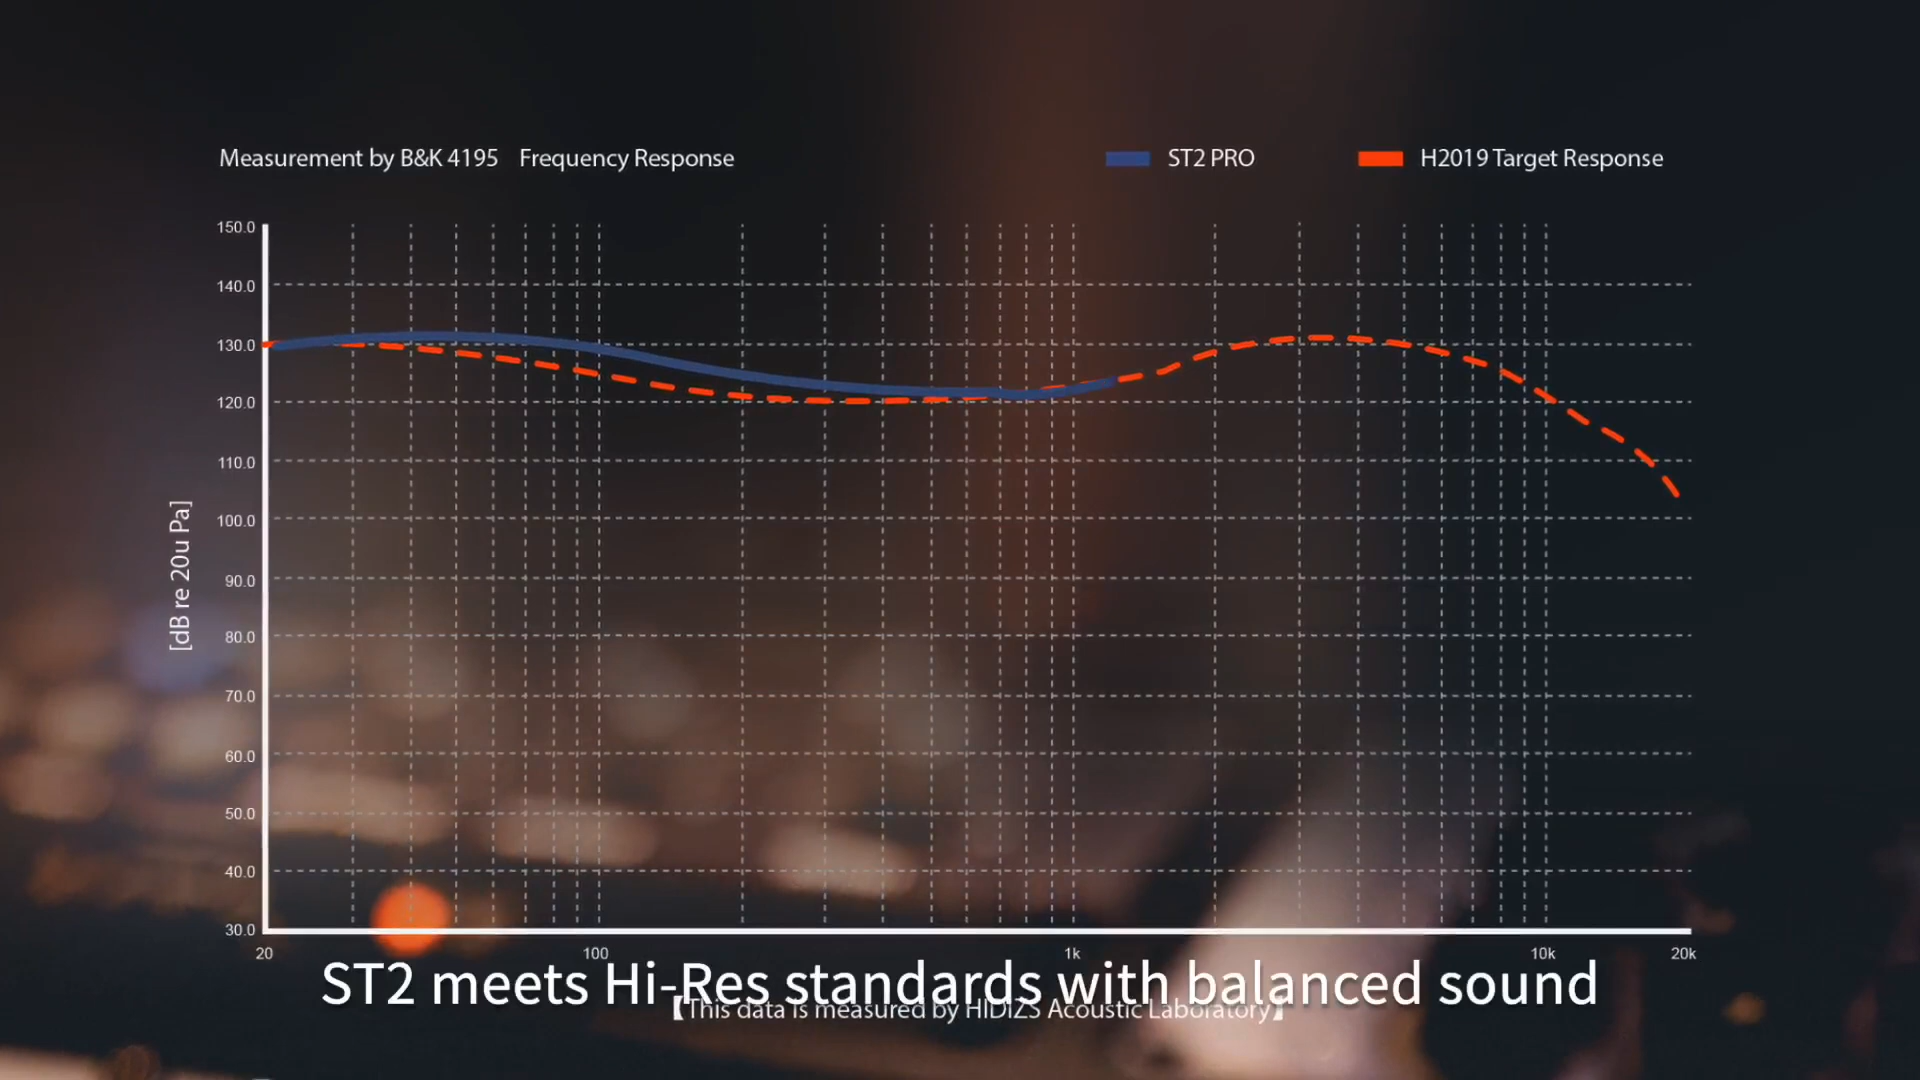 Measurement by B&K 4195 Frequency Response
ST2 PRO
H2019 Target Response
150.0
140.0
130.0
120.0
110.0
100.0
90.0
80.0
70.0
60.0
50.0
40.0
30.0
[dB re 20u Pa]
20
100
1k
10k
20k
ST2 meets Hi-Res standards with balanced sound
【This data is measured by HIDIZS Acoustic Laboratory】